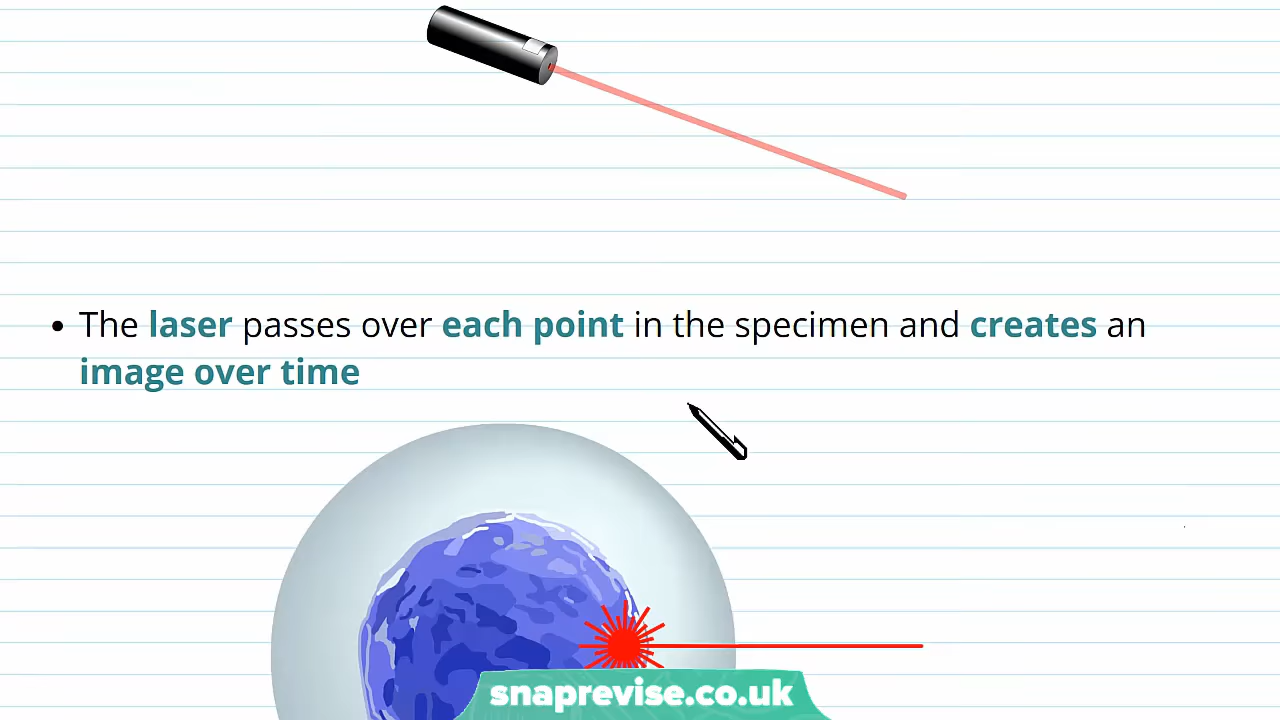 The laser passes over each point in the specimen and creates an
image over time
snaprevise.co.uk